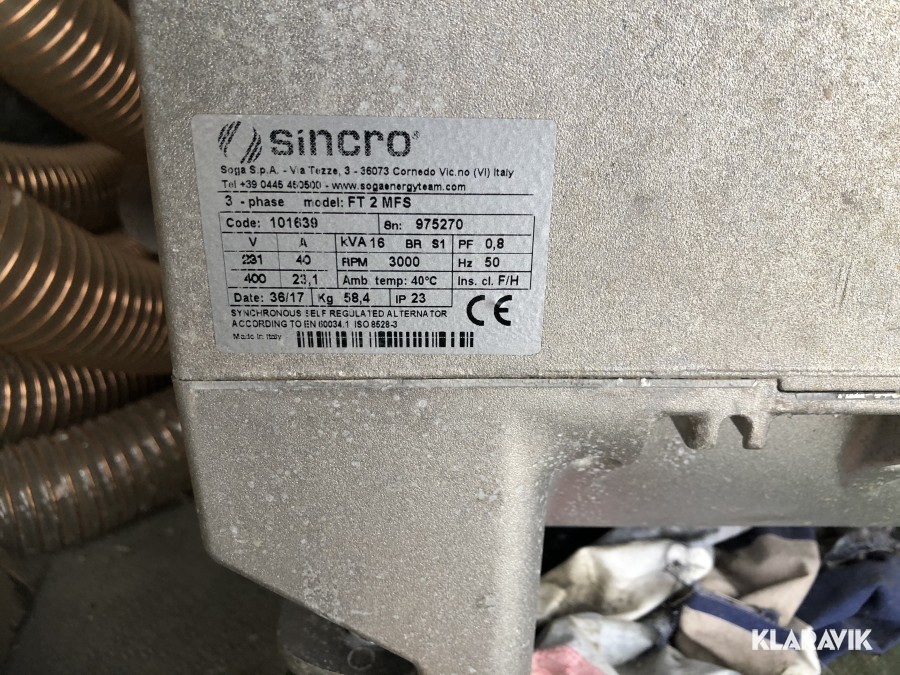 sincro
Soga S.p.A. - Via Tezze, 3 - 36073 Cornedo Vic.no (VI) Italy
Tel +39 0445 450500 - www.sogaenergyteam.com
3 - phase model: FT 2 MFS
Code: 101639 Sn: 975270
V A kVA 16 BR S1 PF 0,8
231 40 RPM 3000 Hz 50
400 23,1 Amb temp: 40°C Ins. cl. F/H
Date: 36/17 Kg 58,4 IP 23
SYNCHRONOUS SELF REGULATED ALTERNATOR
ACCORDING TO EN 60034.1 ISO 8528-3
CE
Made in Italy
KLARAVIK